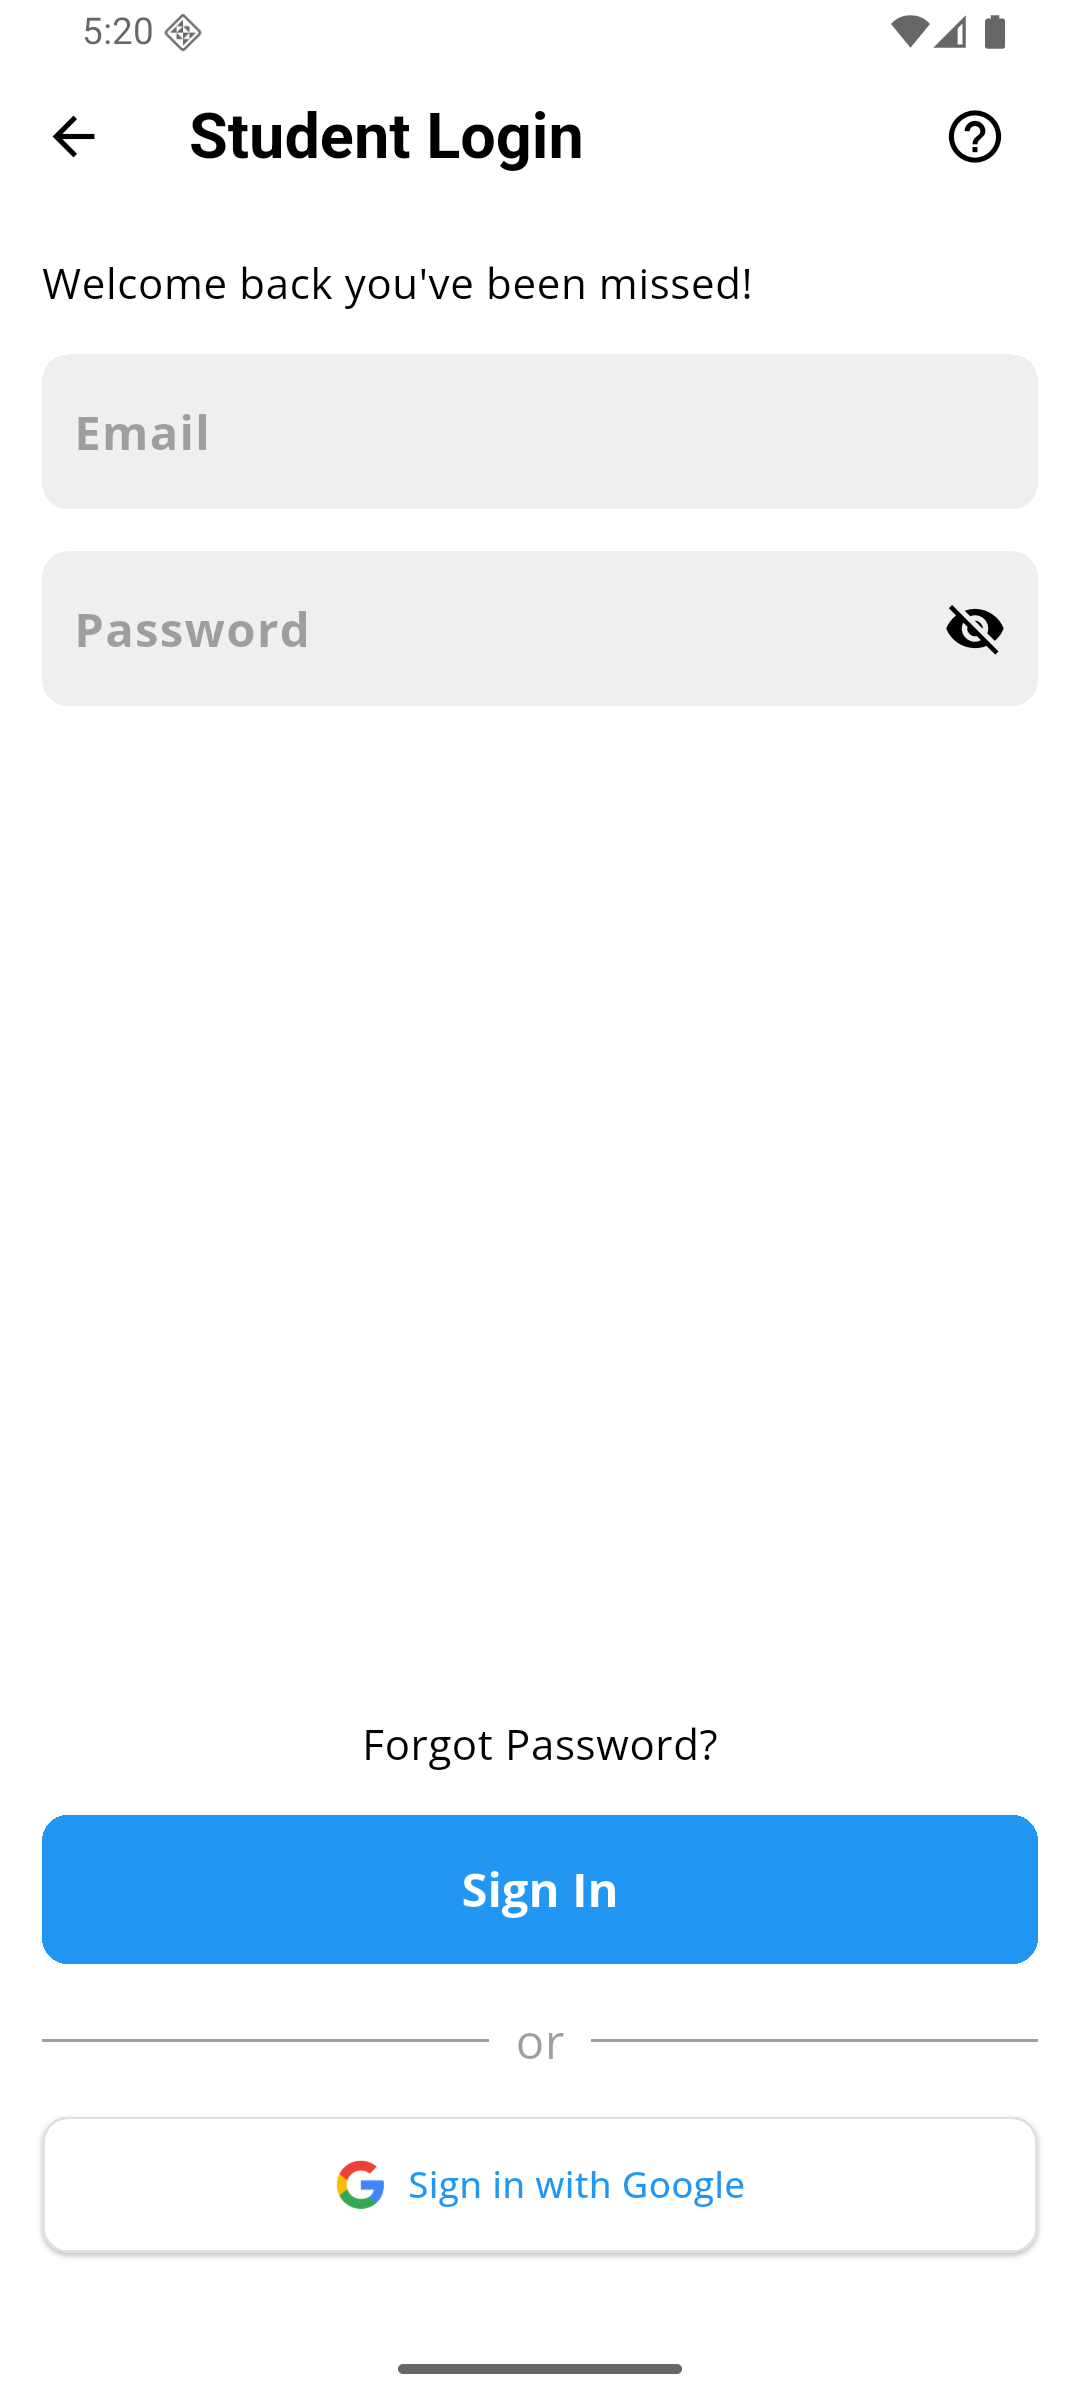 5:20
Student Login
Welcome back you've been missed!
Email
Password
Forgot Password?
Sign In
or
Sign in with Google